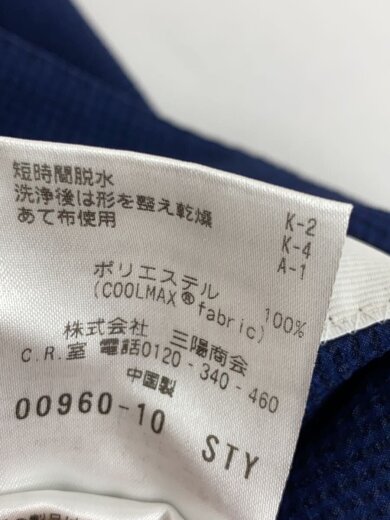 短時間脱水
洗浄後は形を整え乾燥
あて布使用
K-2
K-4
A-1
ポリエステル
(COOLMAX®fabric) 100%
株式会社 三陽商会
C.R.室 電話0120-340-460
中国製
00960-10 STY